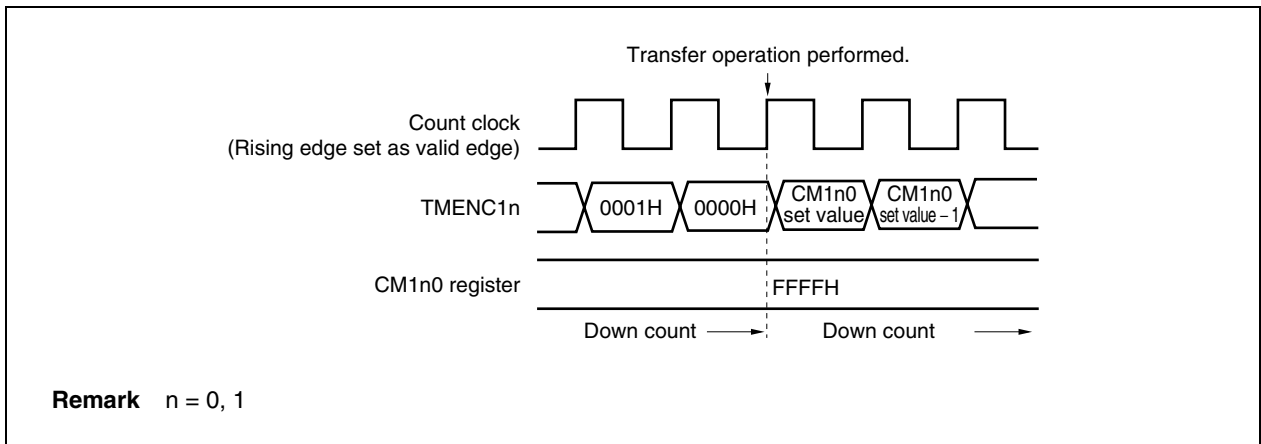 Transfer operation performed.
Count clock
(Rising edge set as valid edge)
TMENC1n
0001H
0000H
CM1n0
set value
CM1n0
set value – 1
CM1n0 register
FFFFH
Down count
Down count
Remark n = 0, 1